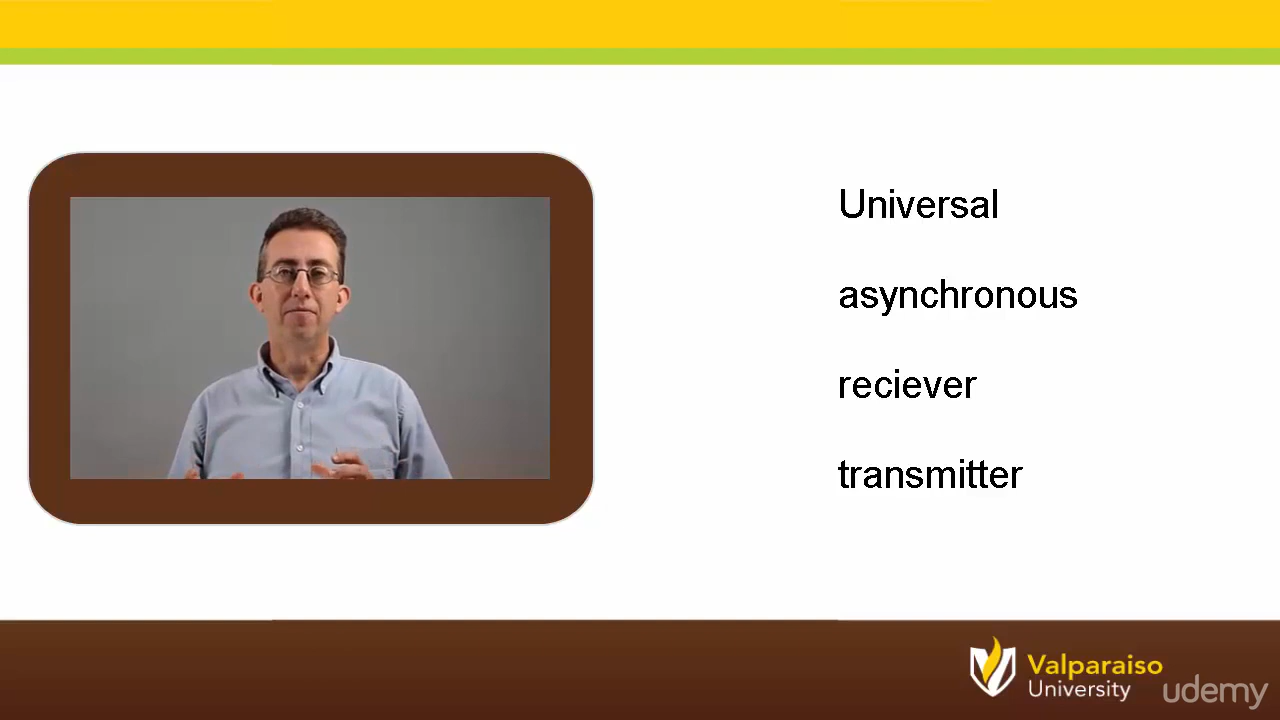 Universal
asynchronous
reciever
transmitter
Valparaiso
University
udemy